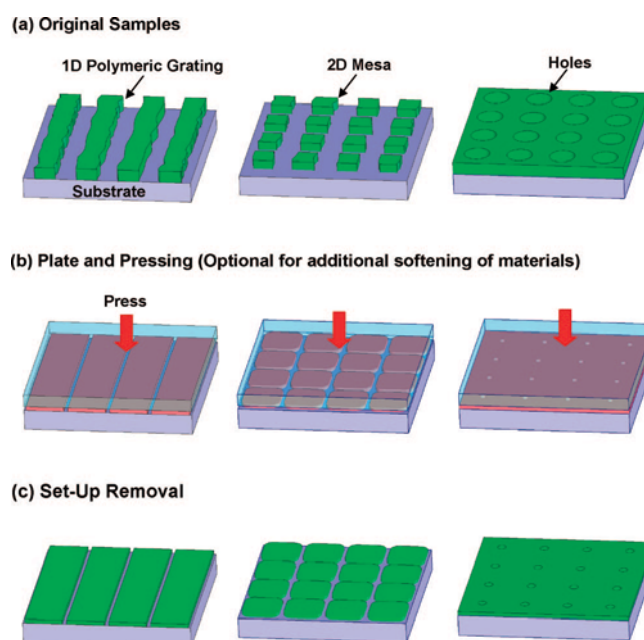 (a) Original Samples
1D Polymeric Grating
2D Mesa
Holes
Substrate
(b) Plate and Pressing (Optional for additional softening of materials)
Press
(c) Set-Up Removal